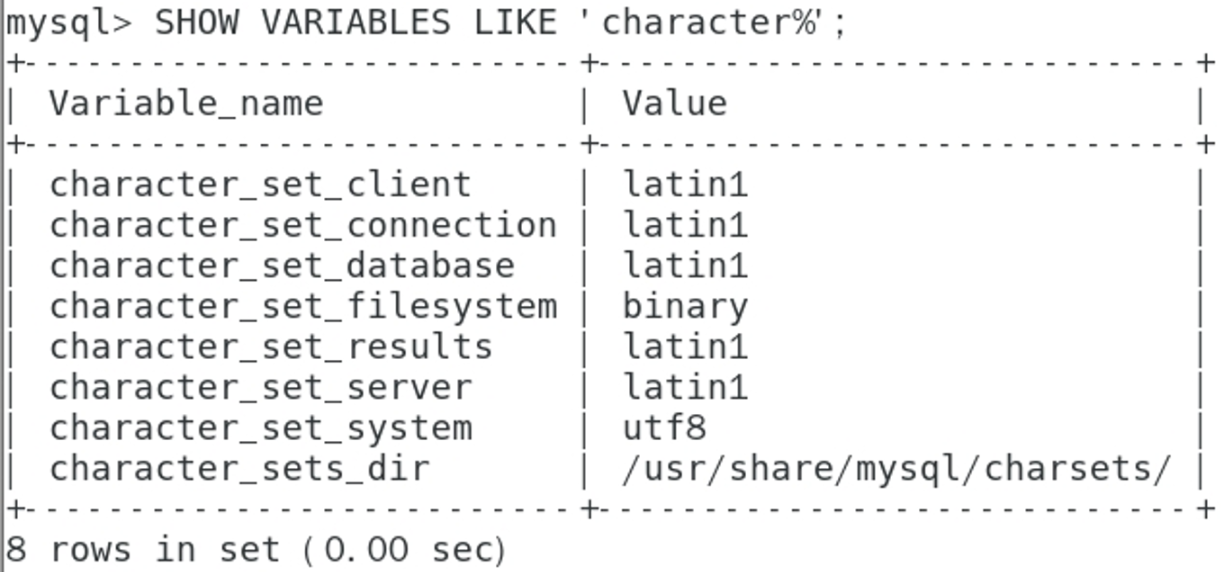 mysql> SHOW VARIABLES LIKE 'character%';
+--------------------------+----------------------------+
| Variable_name            | Value                      |
+--------------------------+----------------------------+
| character_set_client     | latin1                     |
| character_set_connection | latin1                     |
| character_set_database   | latin1                     |
| character_set_filesystem | binary                     |
| character_set_results    | latin1                     |
| character_set_server     | latin1                     |
| character_set_system     | utf8                       |
| character_sets_dir       | /usr/share/mysql/charsets/ |
+--------------------------+----------------------------+
8 rows in set (0.00 sec)